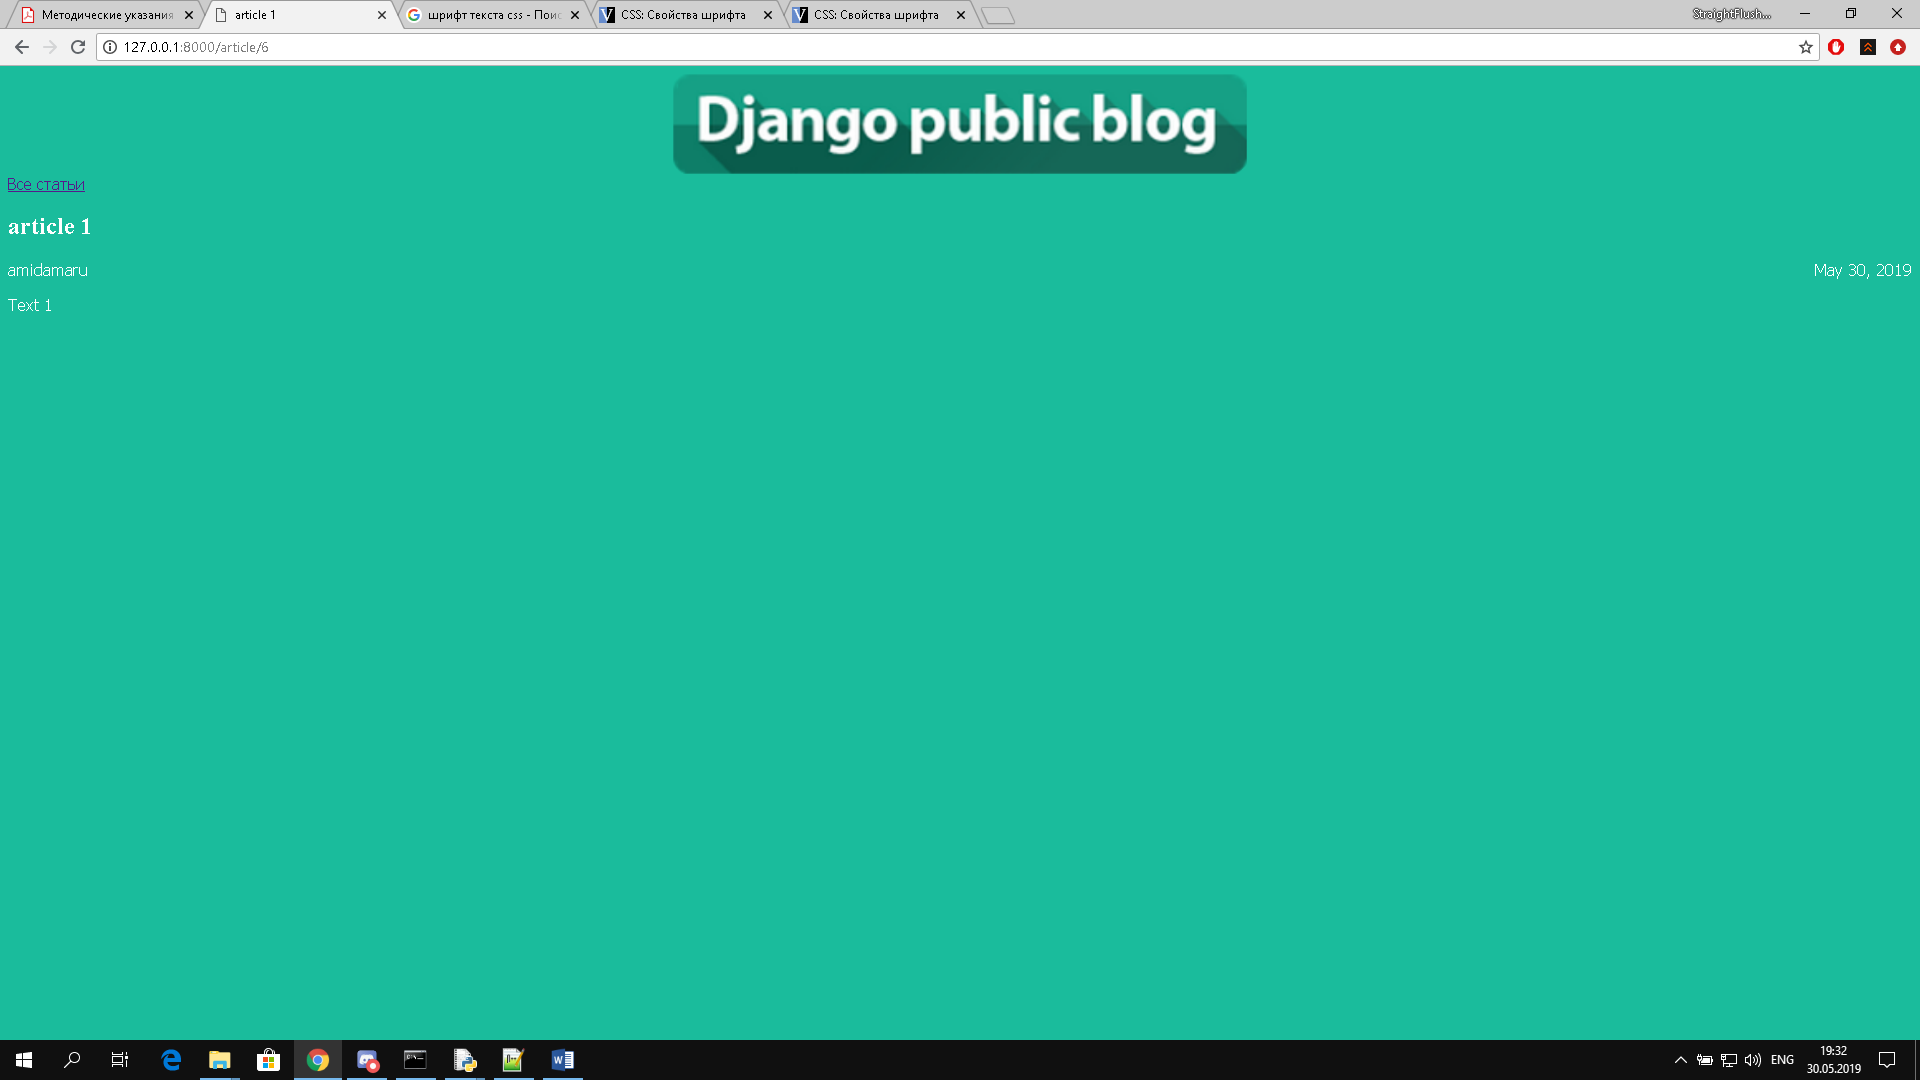 Методические указания
article 1
шрифт текста css - Пои
CSS: Свойства шрифта
CSS: Свойства шрифта
StraightFlush...
127.0.0.1:8000/article/6
Django public blog
Все статьи
article 1
amidamaru
May 30, 2019
Text 1
ENG
19:32
30.05.2019